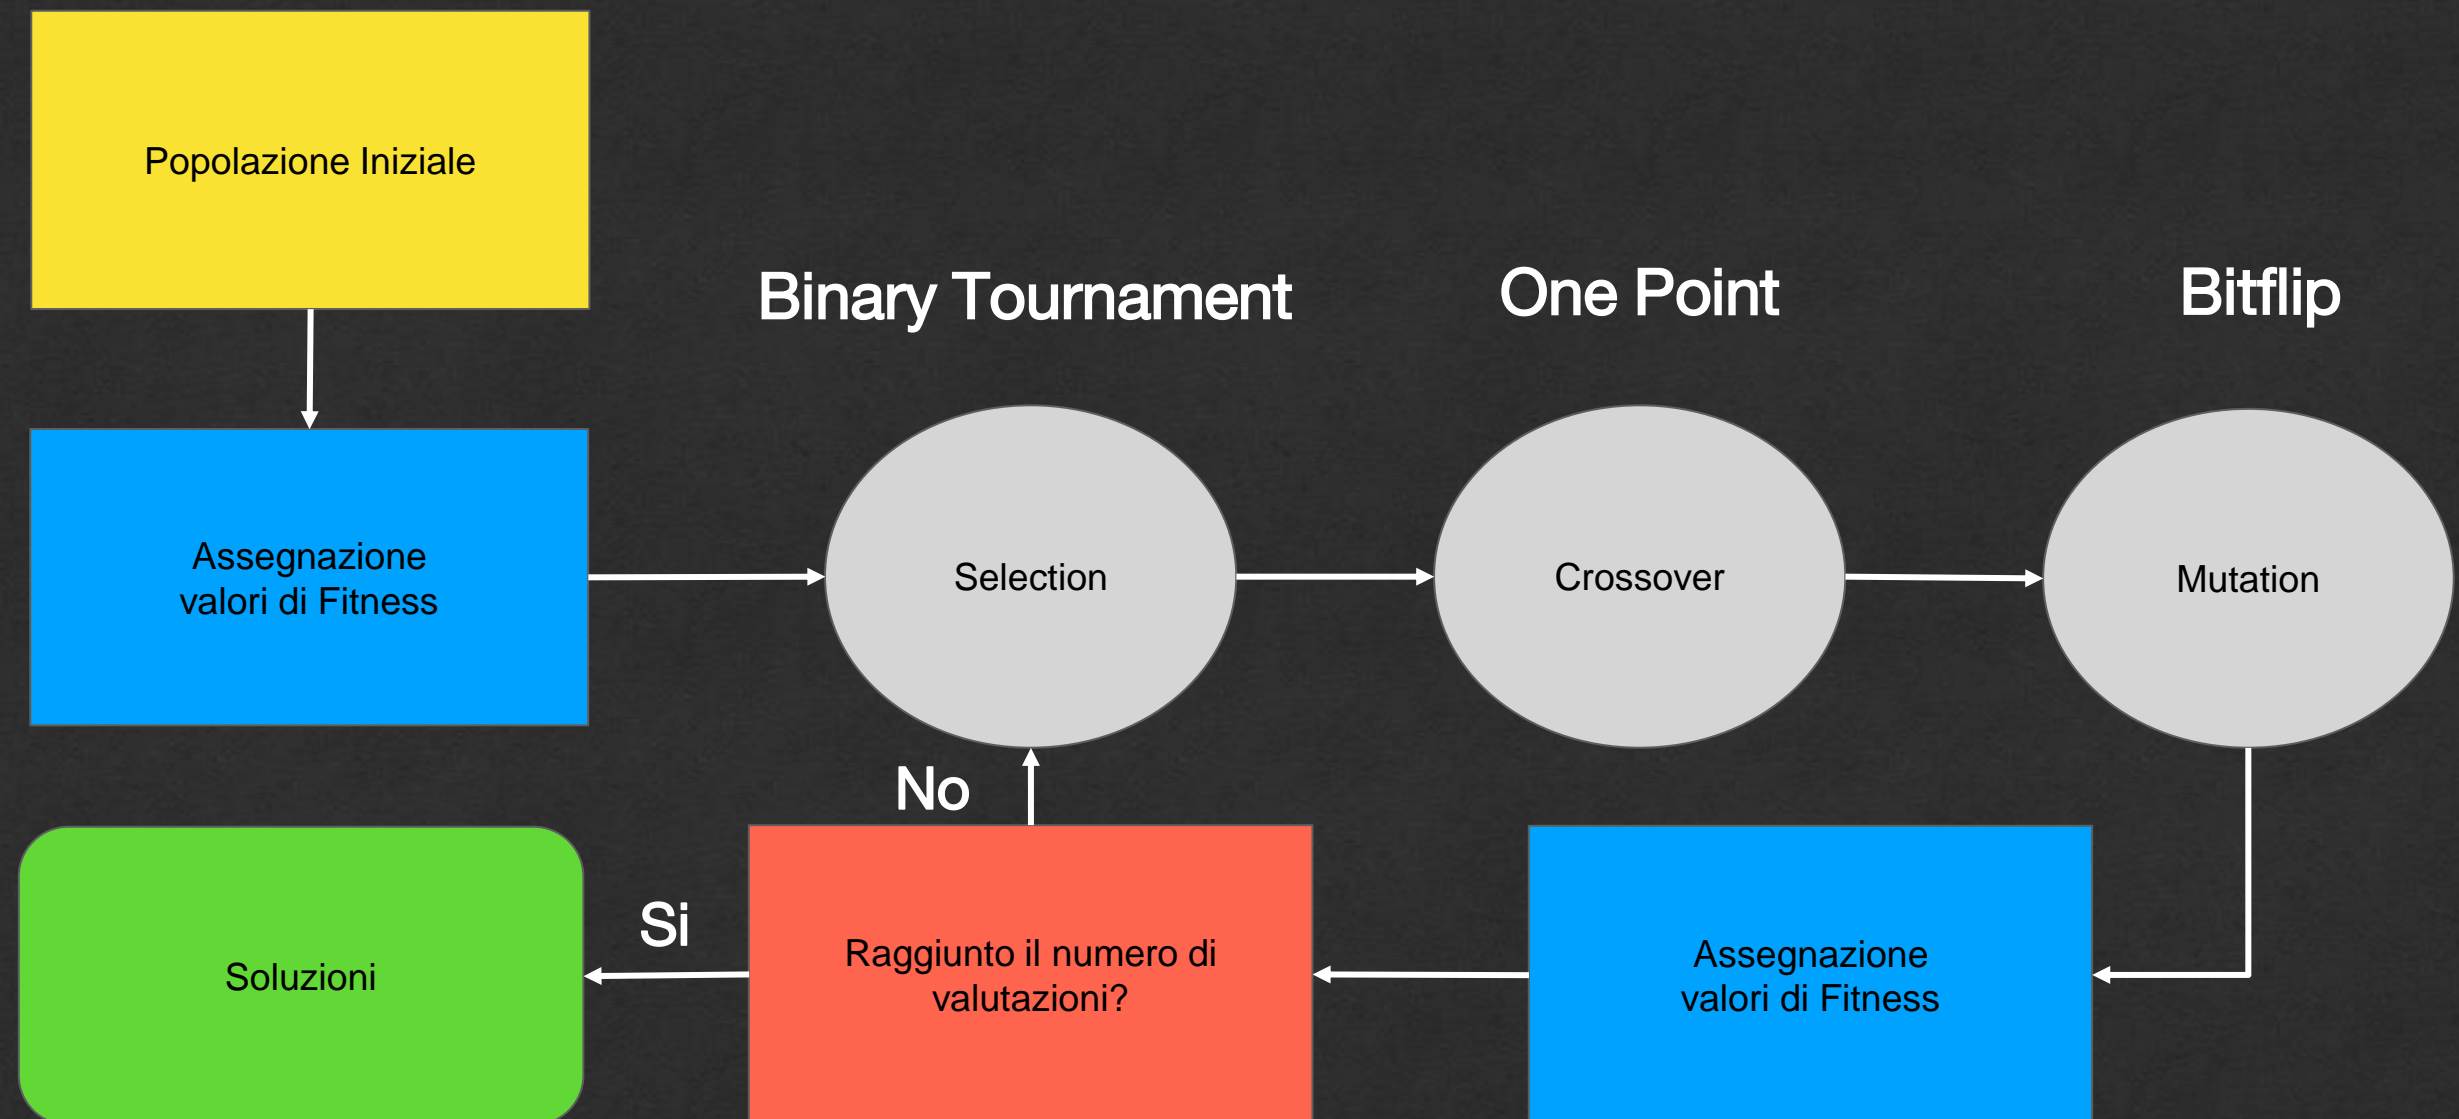 Popolazione Iniziale
Binary Tournament
One Point
Bitflip
Assegnazione
valori di Fitness
Selection
Crossover
Mutation
No
Si
Soluzioni
Raggiunto il numero di
valutazioni?
Assegnazione
valori di Fitness